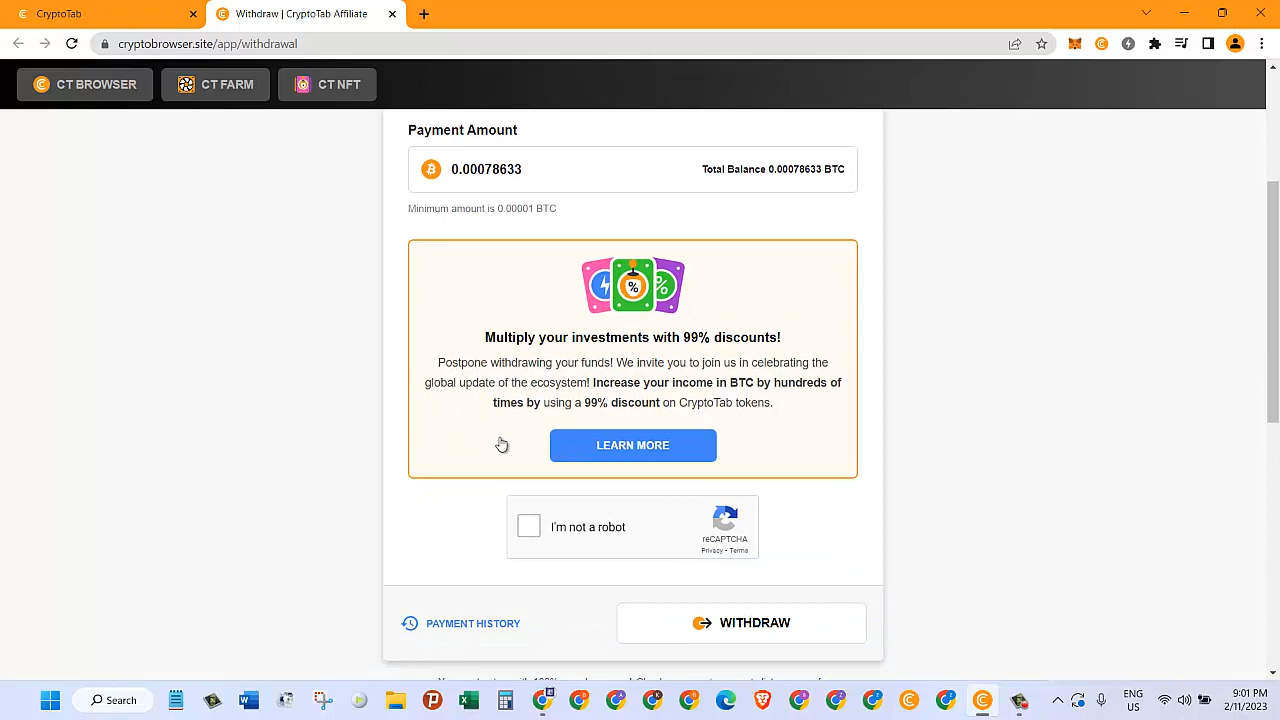 CryptoTab
Withdraw | CryptoTab Affiliate
cryptobrowser.site/app/withdrawal
CT BROWSER
CT FARM
CT NFT
Payment Amount
0.00078633
Total Balance 0.00078633 BTC
Minimum amount is 0.00001 BTC
Multiply your investments with 99% discounts!
Postpone withdrawing your funds! We invite you to join us in celebrating the
global update of the ecosystem! Increase your income in BTC by hundreds of
times by using a 99% discount on CryptoTab tokens.
LEARN MORE
I'm not a robot
reCAPTCHA
Privacy - Terms
PAYMENT HISTORY
WITHDRAW
Search
ENG
US
9:01 PM
2/11/2023